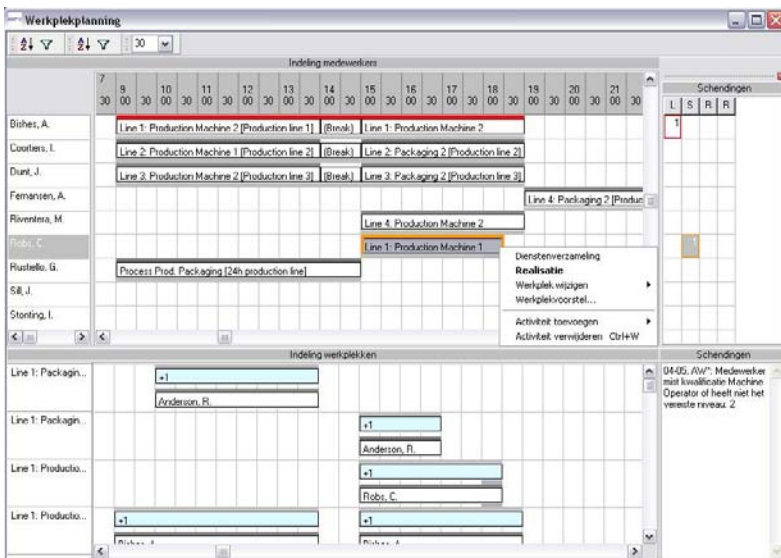 Werkplekplanning
30
Indeling medewerkers
7 9 10 11 12 13 14 15 16 17 18 19 20 21
30 00 30 00 30 00 30 00 30 00 30 00 30 00 30 00 30 00 30 00 30 00 30 00 30 00 30
Schendingen
L S R R
Bishes, A. Line 1: Production Machine 2 [Production line 1] (Break) Line 1: Production Machine 2 1
Coorters, I. Line 2: Production Machine 1 [Production line 2] (Break) Line 2: Packaging 2 [Production line 2]
Dunt, J. Line 3: Production Machine 2 [Production line 3] (Break) Line 3: Packaging 2 [Production line 3]
Fernansen, A. Line 4: Packaging 2 [Produc
Riventera, M. Line 4: Production Machine 2
Robs, C. Line 1: Production Machine 1 1
Rustiello, G. Process Prod. Packaging [24h production line]
Sill, J.
Stonting, I.
Dienstenverzameling
Realisatie
Werkplek wijzigen
Werkplekvoorstel...
Activiteit toevoegen
Activiteit verwijderen Ctrl+W
Indeling werkplekken
Schendingen
Line 1: Packagin... +1
Anderson, R.
Line 1: Packagin... +1
Anderson, R.
Line 1: Productio... +1
Robs, C.
Line 1: Productio... +1 +1
04-05, AW*: Medewerker
mist kwalificatie Machine
Operator of heeft niet het
vereiste niveau: 2